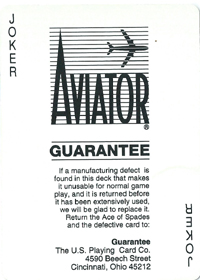 JOKER
AVIATOR®
GUARANTEE
If a manufacturing defect is
found in this deck that makes
it unusable for normal game
play, and it is returned before
it has been extensively used,
we will be glad to replace it.
Return the Ace of Spades
and the defective card to:
Guarantee
The U.S. Playing Card Co.
4590 Beech Street
Cincinnati, Ohio 45212
JOKER